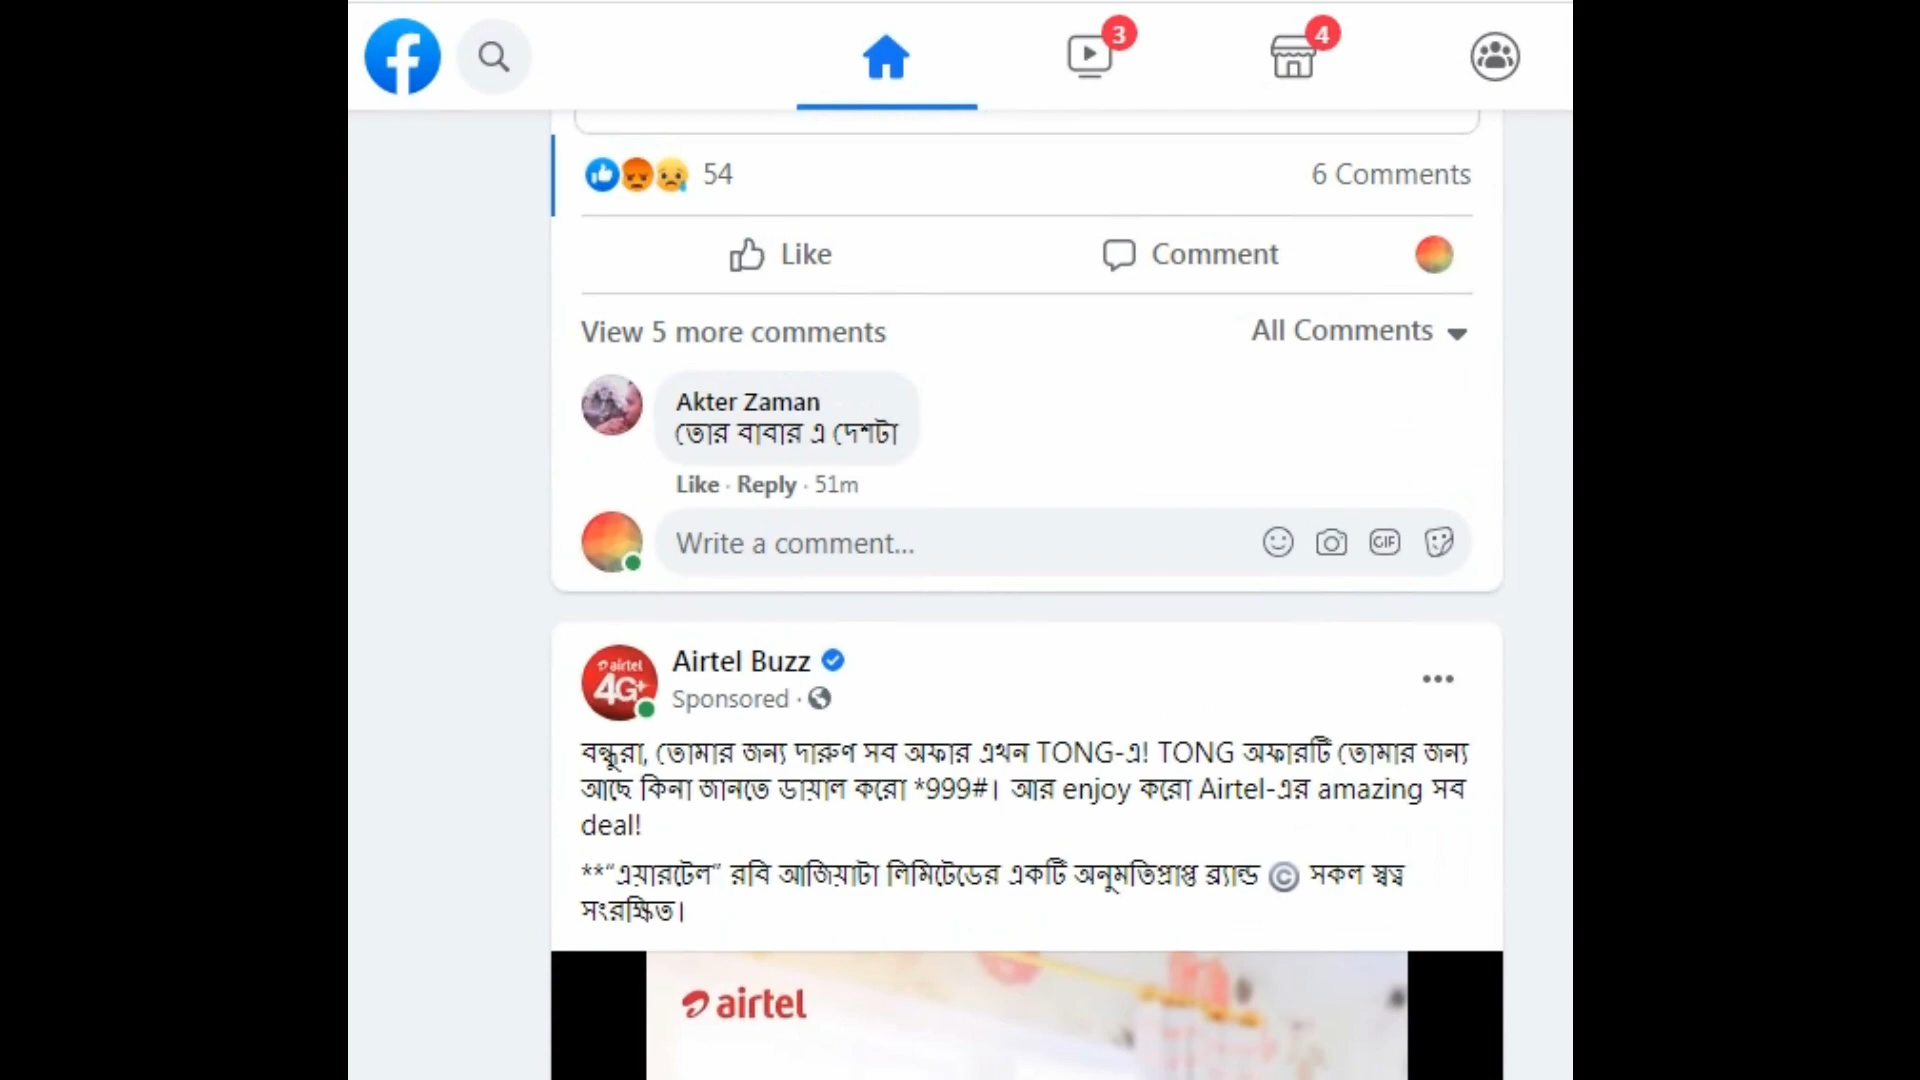 3
4
54
6 Comments
Like
Comment
View 5 more comments
All Comments
Akter Zaman
তোর বাবার এ দেশটা
Like · Reply · 51m
Write a comment...
GIF
airtel
4G+
Airtel Buzz
Sponsored ·
বন্ধুরা, তোমার জন্য দারুণ সব অফার এখন TONG-এ! TONG অফারটি তোমার জন্য
আছে কিনা জানতে ডায়াল করো *999#। আর enjoy করো Airtel-এর amazing সব
deal!
**"এয়ারটেল" রবি আজিয়াটা লিমিটেডের একটি অনুমতিপ্রাপ্ত ব্র্যান্ড © সকল স্বত্ব
সংরক্ষিত।
airtel